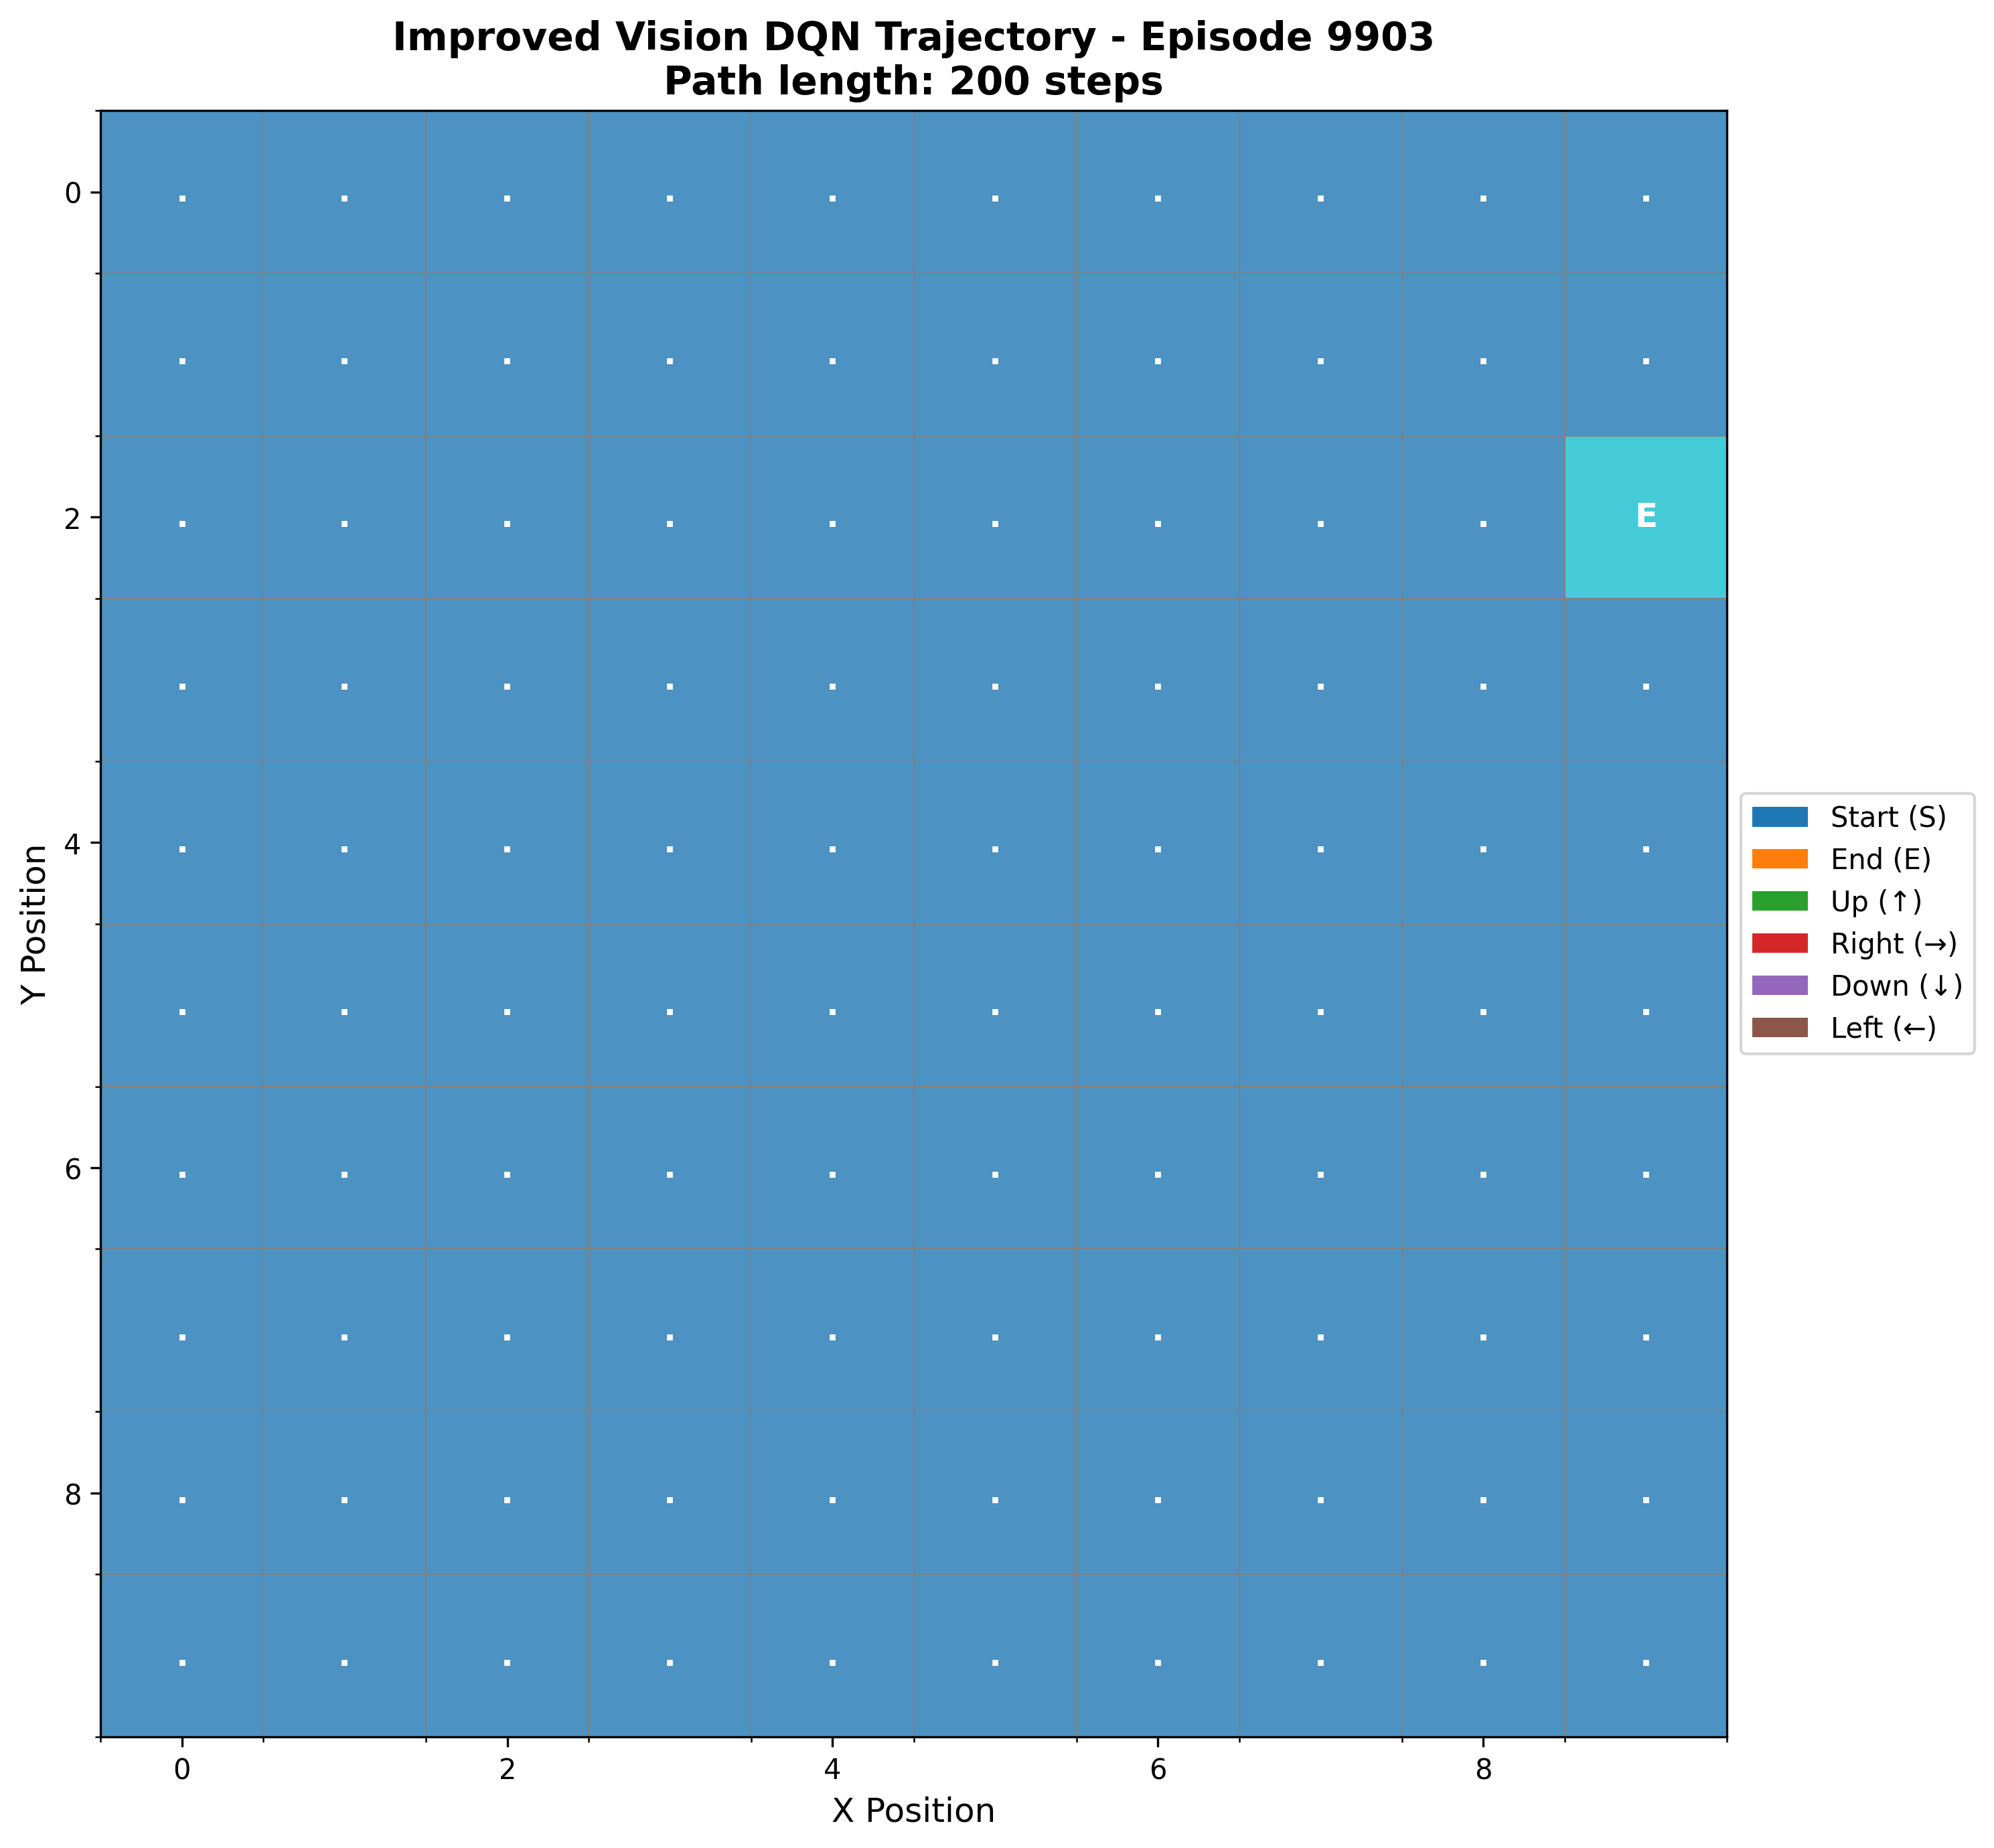 Improved Vision DQN Trajectory - Episode 9903
Path length: 200 steps
0
. . . . . . . . . .
. . . . . . . . . .
2
. . . . . . . . . E
. . . . . . . . . .
4
. . . . . . . . . .
. . . . . . . . . .
6
. . . . . . . . . .
. . . . . . . . . .
8
. . . . . . . . . .
. . . . . . . . . .
0 2 4 6 8
X Position
Y Position
Start (S)
End (E)
Up (↑)
Right (→)
Down (↓)
Left (←)